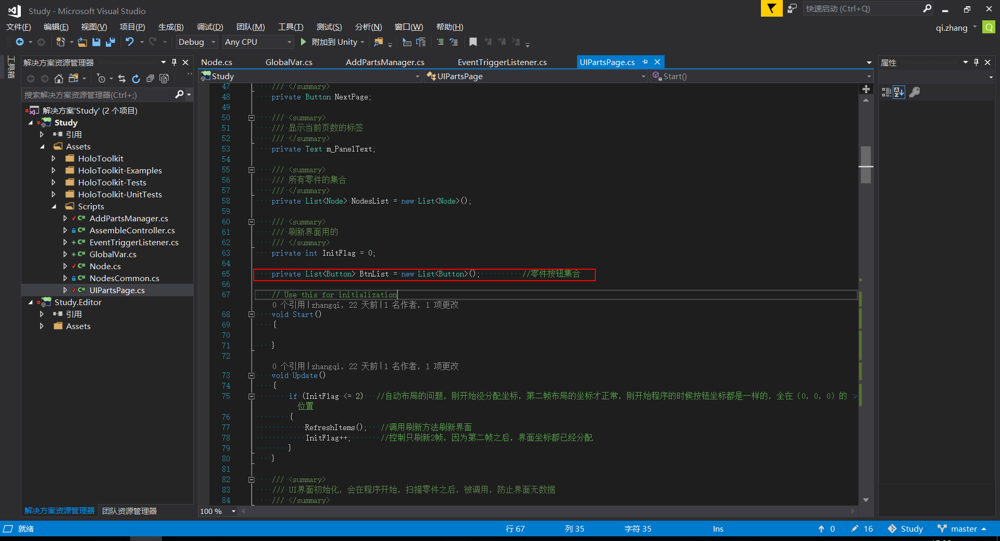 Study - Microsoft Visual Studio
快速启动 (Ctrl+Q)
文件(F) 编辑(E) 视图(V) 项目(P) 生成(B) 调试(D) 团队(M) 工具(T) 测试(S) 分析(N) 窗口(W) 帮助(H)
qi.zhang Q
Debug Any CPU 附加到 Unity
工具箱
解决方案资源管理器
搜索解决方案资源管理器(Ctrl+;)
解决方案'Study' (2 个项目)
Study
引用
Assets
HoloToolkit
HoloToolkit-Examples
HoloToolkit-Tests
HoloToolkit-UnitTests
Scripts
C# AddPartsManager.cs
C# AssembleController.cs
C# EventTriggerListener.cs
C# GlobalVar.cs
C# Node.cs
C# NodesCommon.cs
C# UIPartsPage.cs
Study.Editor
引用
Assets
解决方案资源管理器 团队资源管理器
Node.cs GlobalVar.cs AddPartsManager.cs EventTriggerListener.cs UIPartsPage.cs
Study UIPartsPage Start()
47 /// </summary>
48 private Button NextPage;
49
50 /// <summary>
51 /// 显示当前页数的标签
52 /// </summary>
53 private Text m_PanelText;
54
55 /// <summary>
56 /// 所有零件的集合
57 /// </summary>
58 private List<Node> NodesList = new List<Node>();
59
60 /// <summary>
61 /// 刷新界面用的
62 /// </summary>
63 private int InitFlag = 0;
64
65 private List<Button> BtnList = new List<Button>(); //零件按钮集合
66
67 // Use this for initialization
0 个引用|zhangqi, 22 天前|1 名作者, 1 项更改
68 void Start()
69 {
70
71 }
72
0 个引用|zhangqi, 22 天前|1 名作者, 1 项更改
73 void Update()
74 {
75 if (InitFlag <= 2) //自动布局的问题，刚开始没分配坐标，第二帧布局的坐标才正常，刚开始程序的时候按钮坐标都是一样的，全在（0，0，0）的
位置
76 {
77 RefreshItems(); //调用刷新方法刷新界面
78 InitFlag++; //控制只刷新2帧，因为第二帧之后，界面坐标都已经分配
79 }
80 }
81
82 /// <summary>
83 /// UI界面初始化，会在程序开始，扫描零件之后，被调用，防止界面无数据
84 /// </summary>
100 %
属性
就绪 行 67 列 35 字符 35 Ins 0 16 Study master